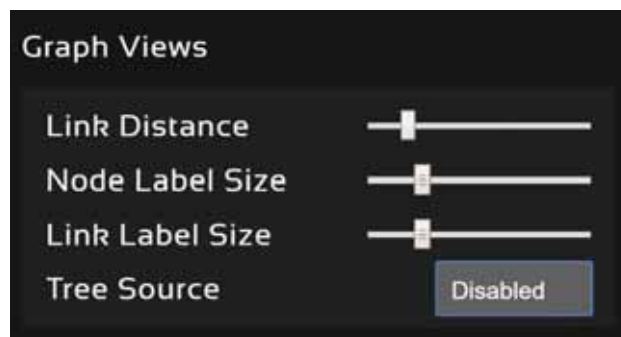 Graph Views
Link Distance
Node Label Size
Link Label Size
Tree Source
Disabled